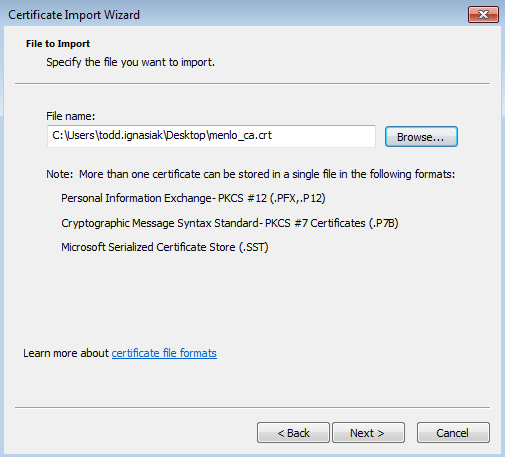 Certificate Import Wizard
File to Import
Specify the file you want to import.
File name:
C:\Users\todd.ignasiak\Desktop\menlo_ca.crt
Browse...
Note:  More than one certificate can be stored in a single file in the following formats:
Personal Information Exchange- PKCS #12 (.PFX,.P12)
Cryptographic Message Syntax Standard- PKCS #7 Certificates (.P7B)
Microsoft Serialized Certificate Store (.SST)
Learn more about certificate file formats
< Back
Next >
Cancel